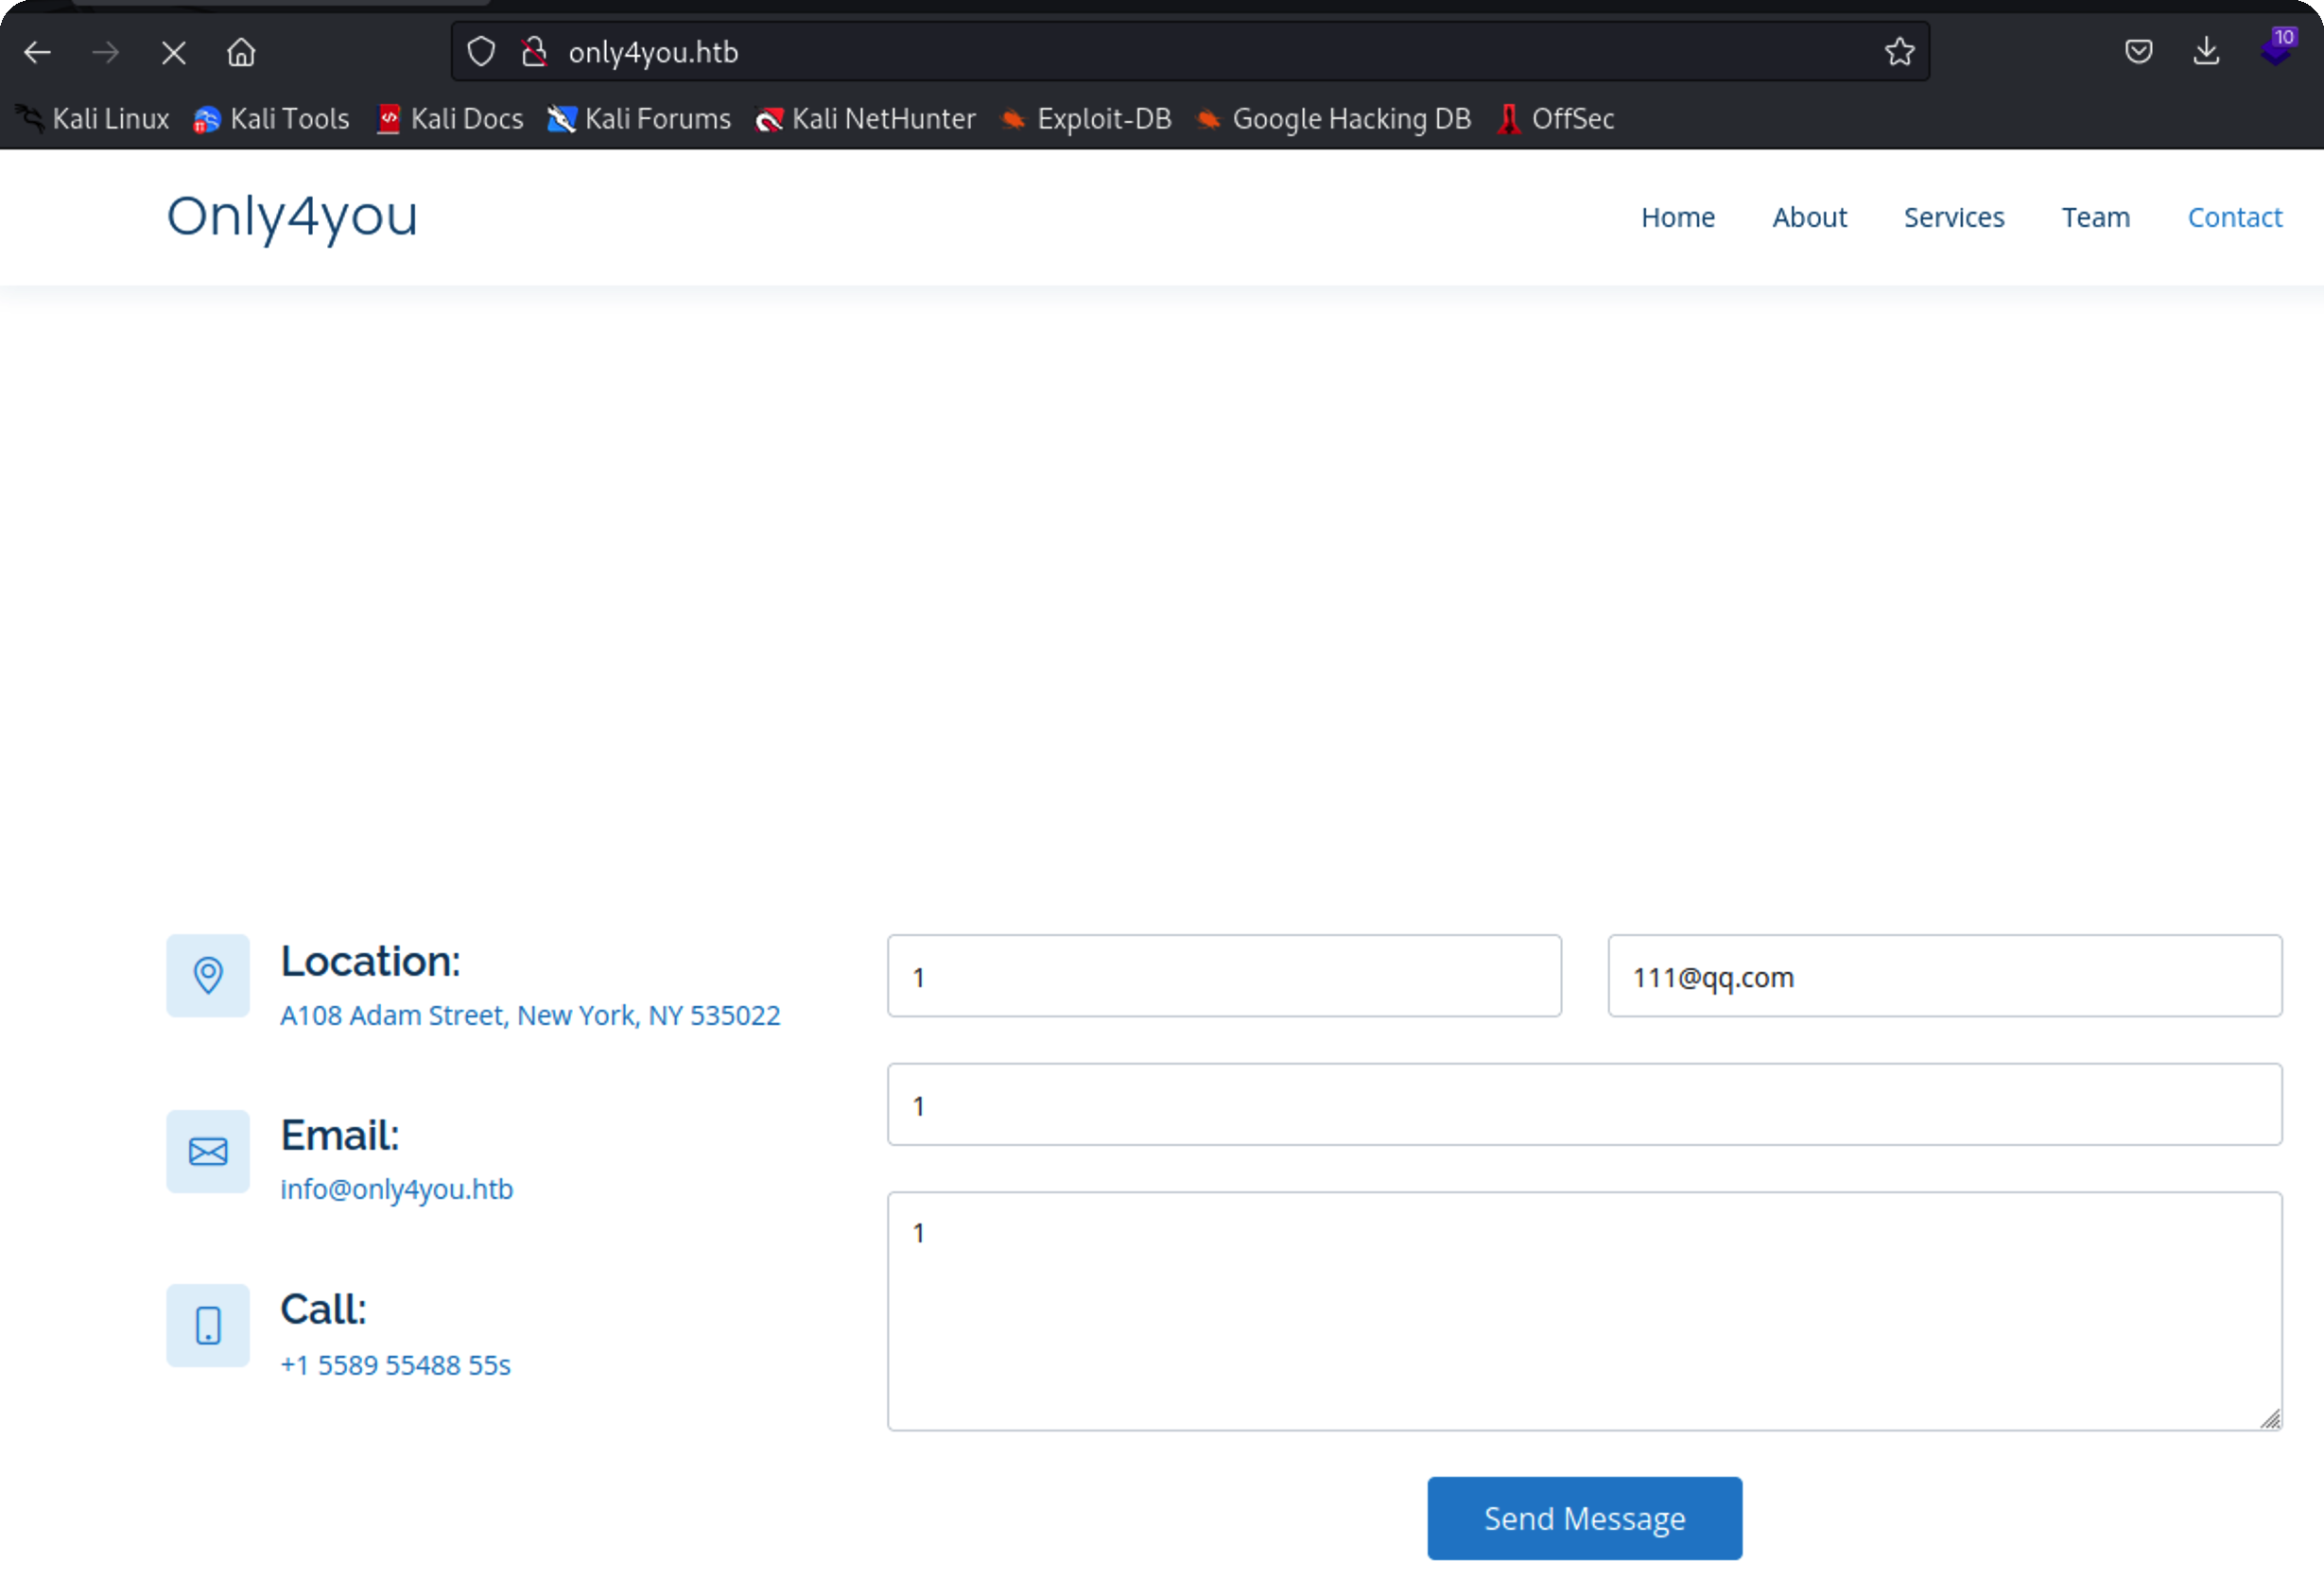 only4you.htb
10
Kali Linux Kali Tools Kali Docs Kali Forums Kali NetHunter Exploit-DB Google Hacking DB OffSec
Only4you
Home About Services Team Contact
Location:
A108 Adam Street, New York, NY 535022
Email:
info@only4you.htb
Call:
+1 5589 55488 55s
1
111@qq.com
1
1
Send Message